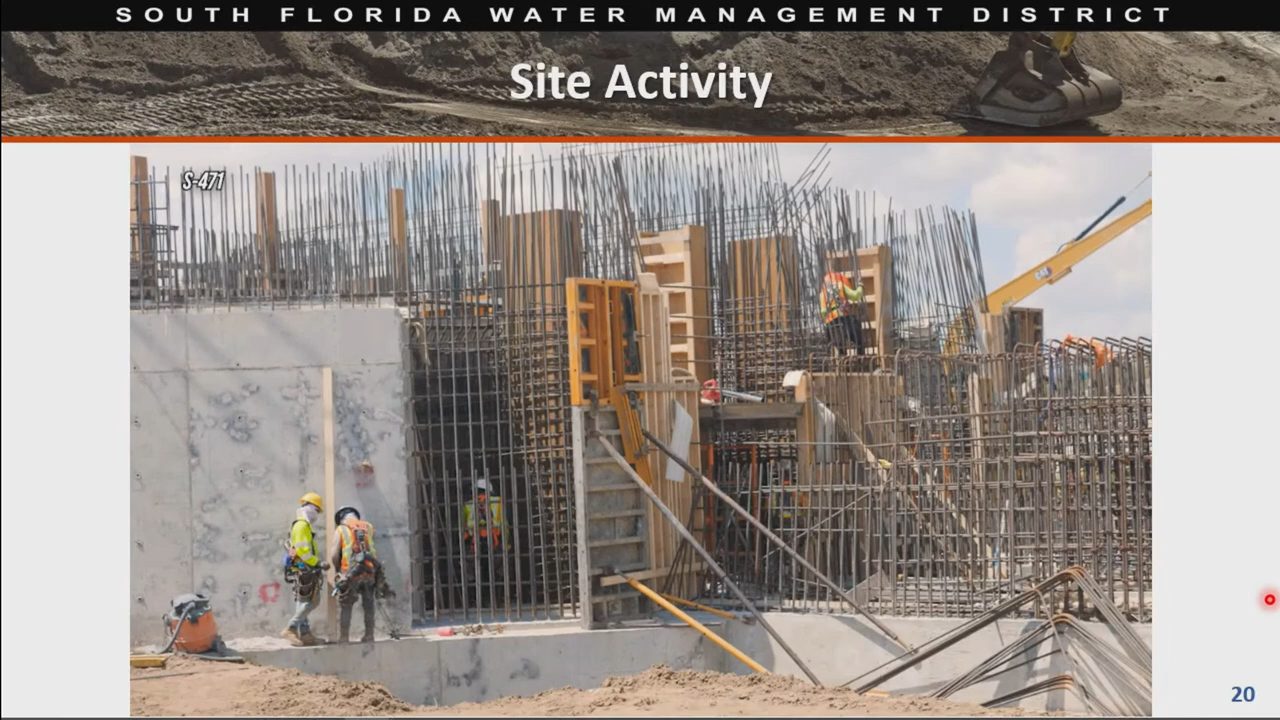 SOUTH FLORIDA WATER MANAGEMENT DISTRICT
Site Activity
S-471
20